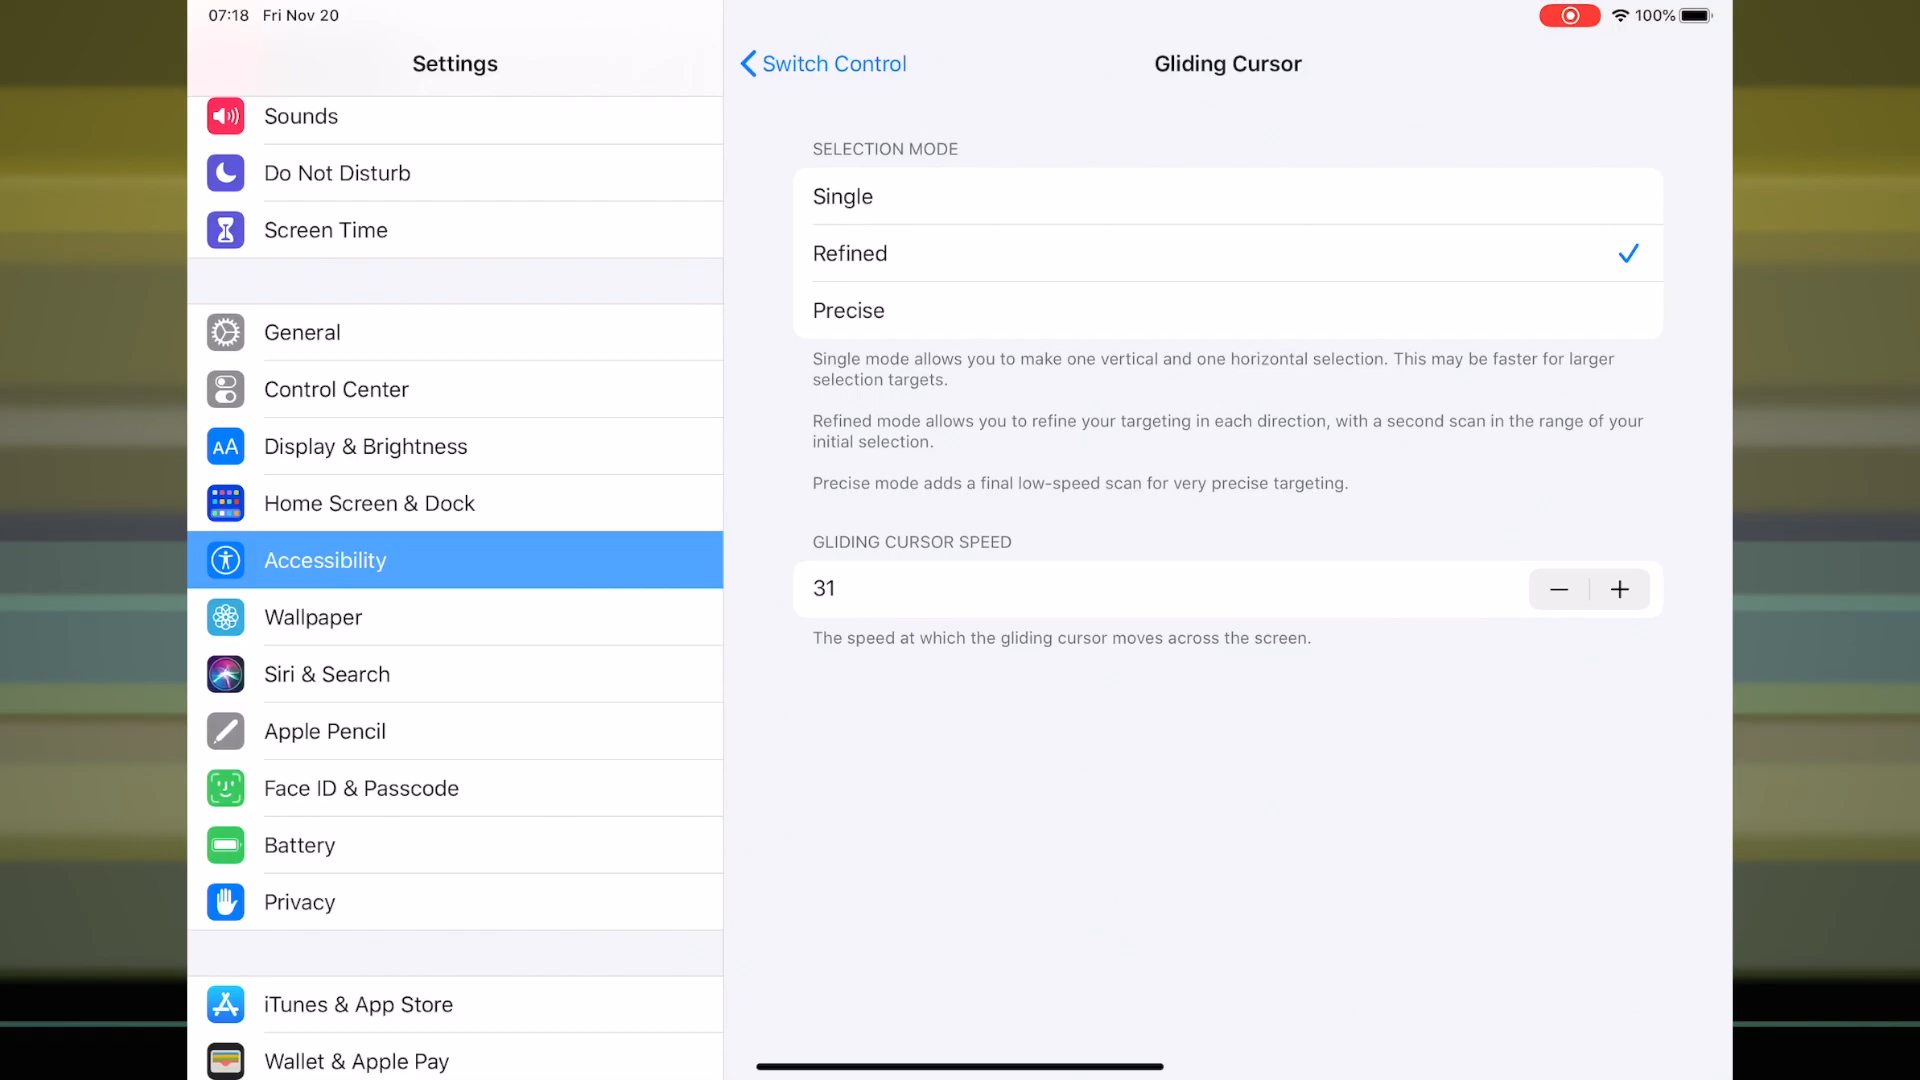 07:18 Fri Nov 20
100%
Settings
Sounds
Do Not Disturb
Screen Time
General
Control Center
AA Display & Brightness
Home Screen & Dock
Accessibility
Wallpaper
Siri & Search
Apple Pencil
Face ID & Passcode
Battery
Privacy
iTunes & App Store
Wallet & Apple Pay
Switch Control
Gliding Cursor
SELECTION MODE
Single
Refined
Precise
Single mode allows you to make one vertical and one horizontal selection. This may be faster for larger
selection targets.
Refined mode allows you to refine your targeting in each direction, with a second scan in the range of your
initial selection.
Precise mode adds a final low-speed scan for very precise targeting.
GLIDING CURSOR SPEED
31 − +
The speed at which the gliding cursor moves across the screen.